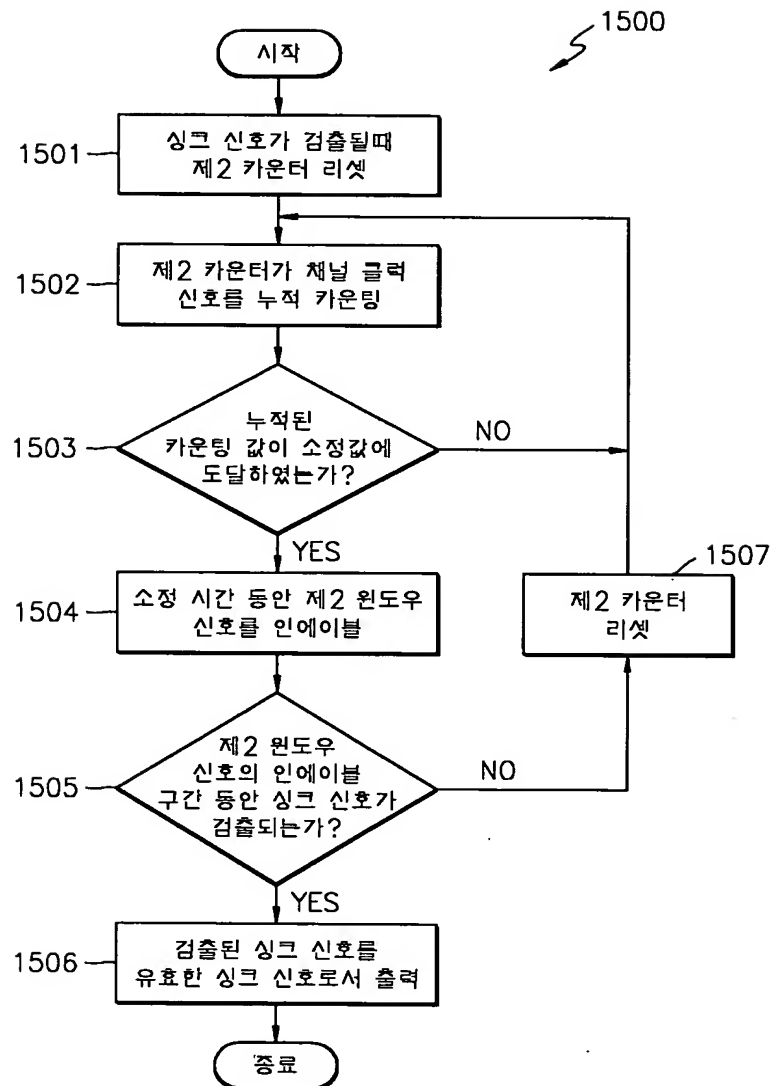 1500
시작
1501
싱크 신호가 검출될때
제2 카운터 리셋
1502
제2 카운터가 채널 클럭
신호를 누적 카운팅
1503
누적된
카운팅 값이 소정값에
도달하였는가?
NO
YES
1504
소정 시간 동안 제2 윈도우
신호를 인에이블
1507
제2 카운터
리셋
1505
제2 윈도우
신호의 인에이블
구간 동안 싱크 신호가
검출되는가?
NO
YES
1506
검출된 싱크 신호를
유효한 싱크 신호로서 출력
종료